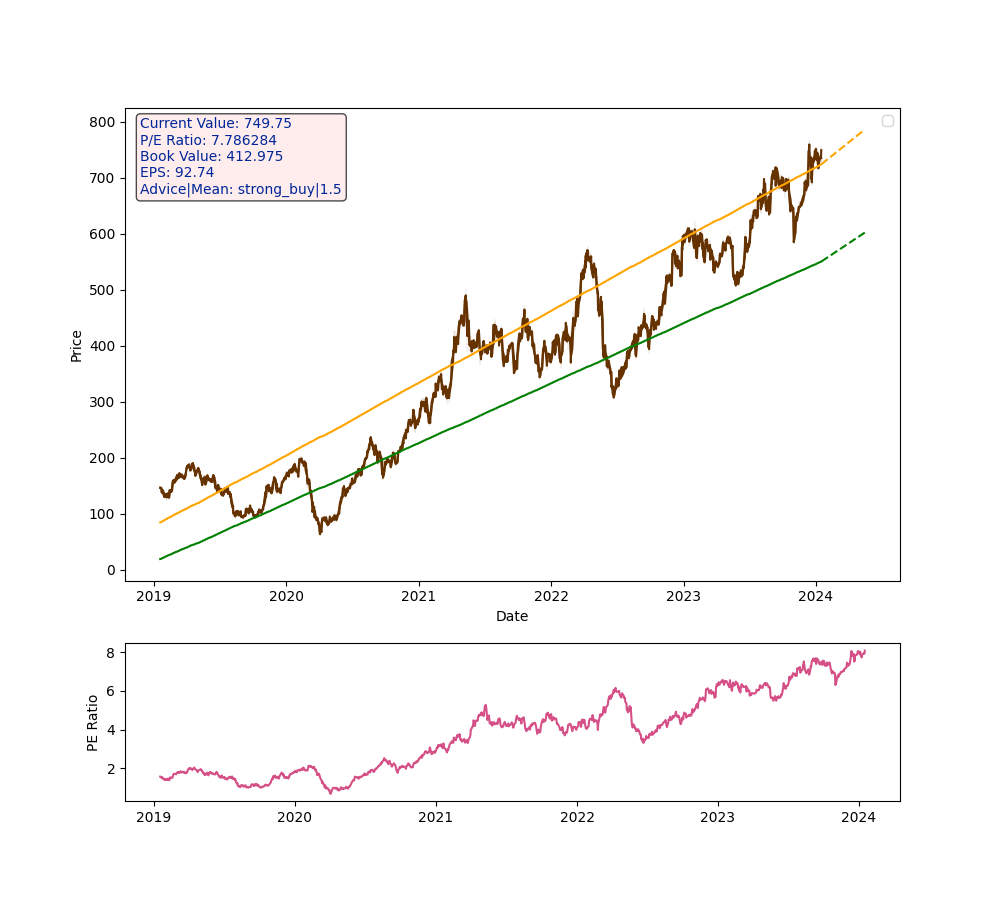 800
700
600
500
400
300
200
100
0
Price
Current Value: 749.75
P/E Ratio: 7.786284
Book Value: 412.975
EPS: 92.74
Advice|Mean: strong_buy|1.5
2019 2020 2021 2022 2023 2024
Date
8
6
4
2
PE Ratio
2019 2020 2021 2022 2023 2024